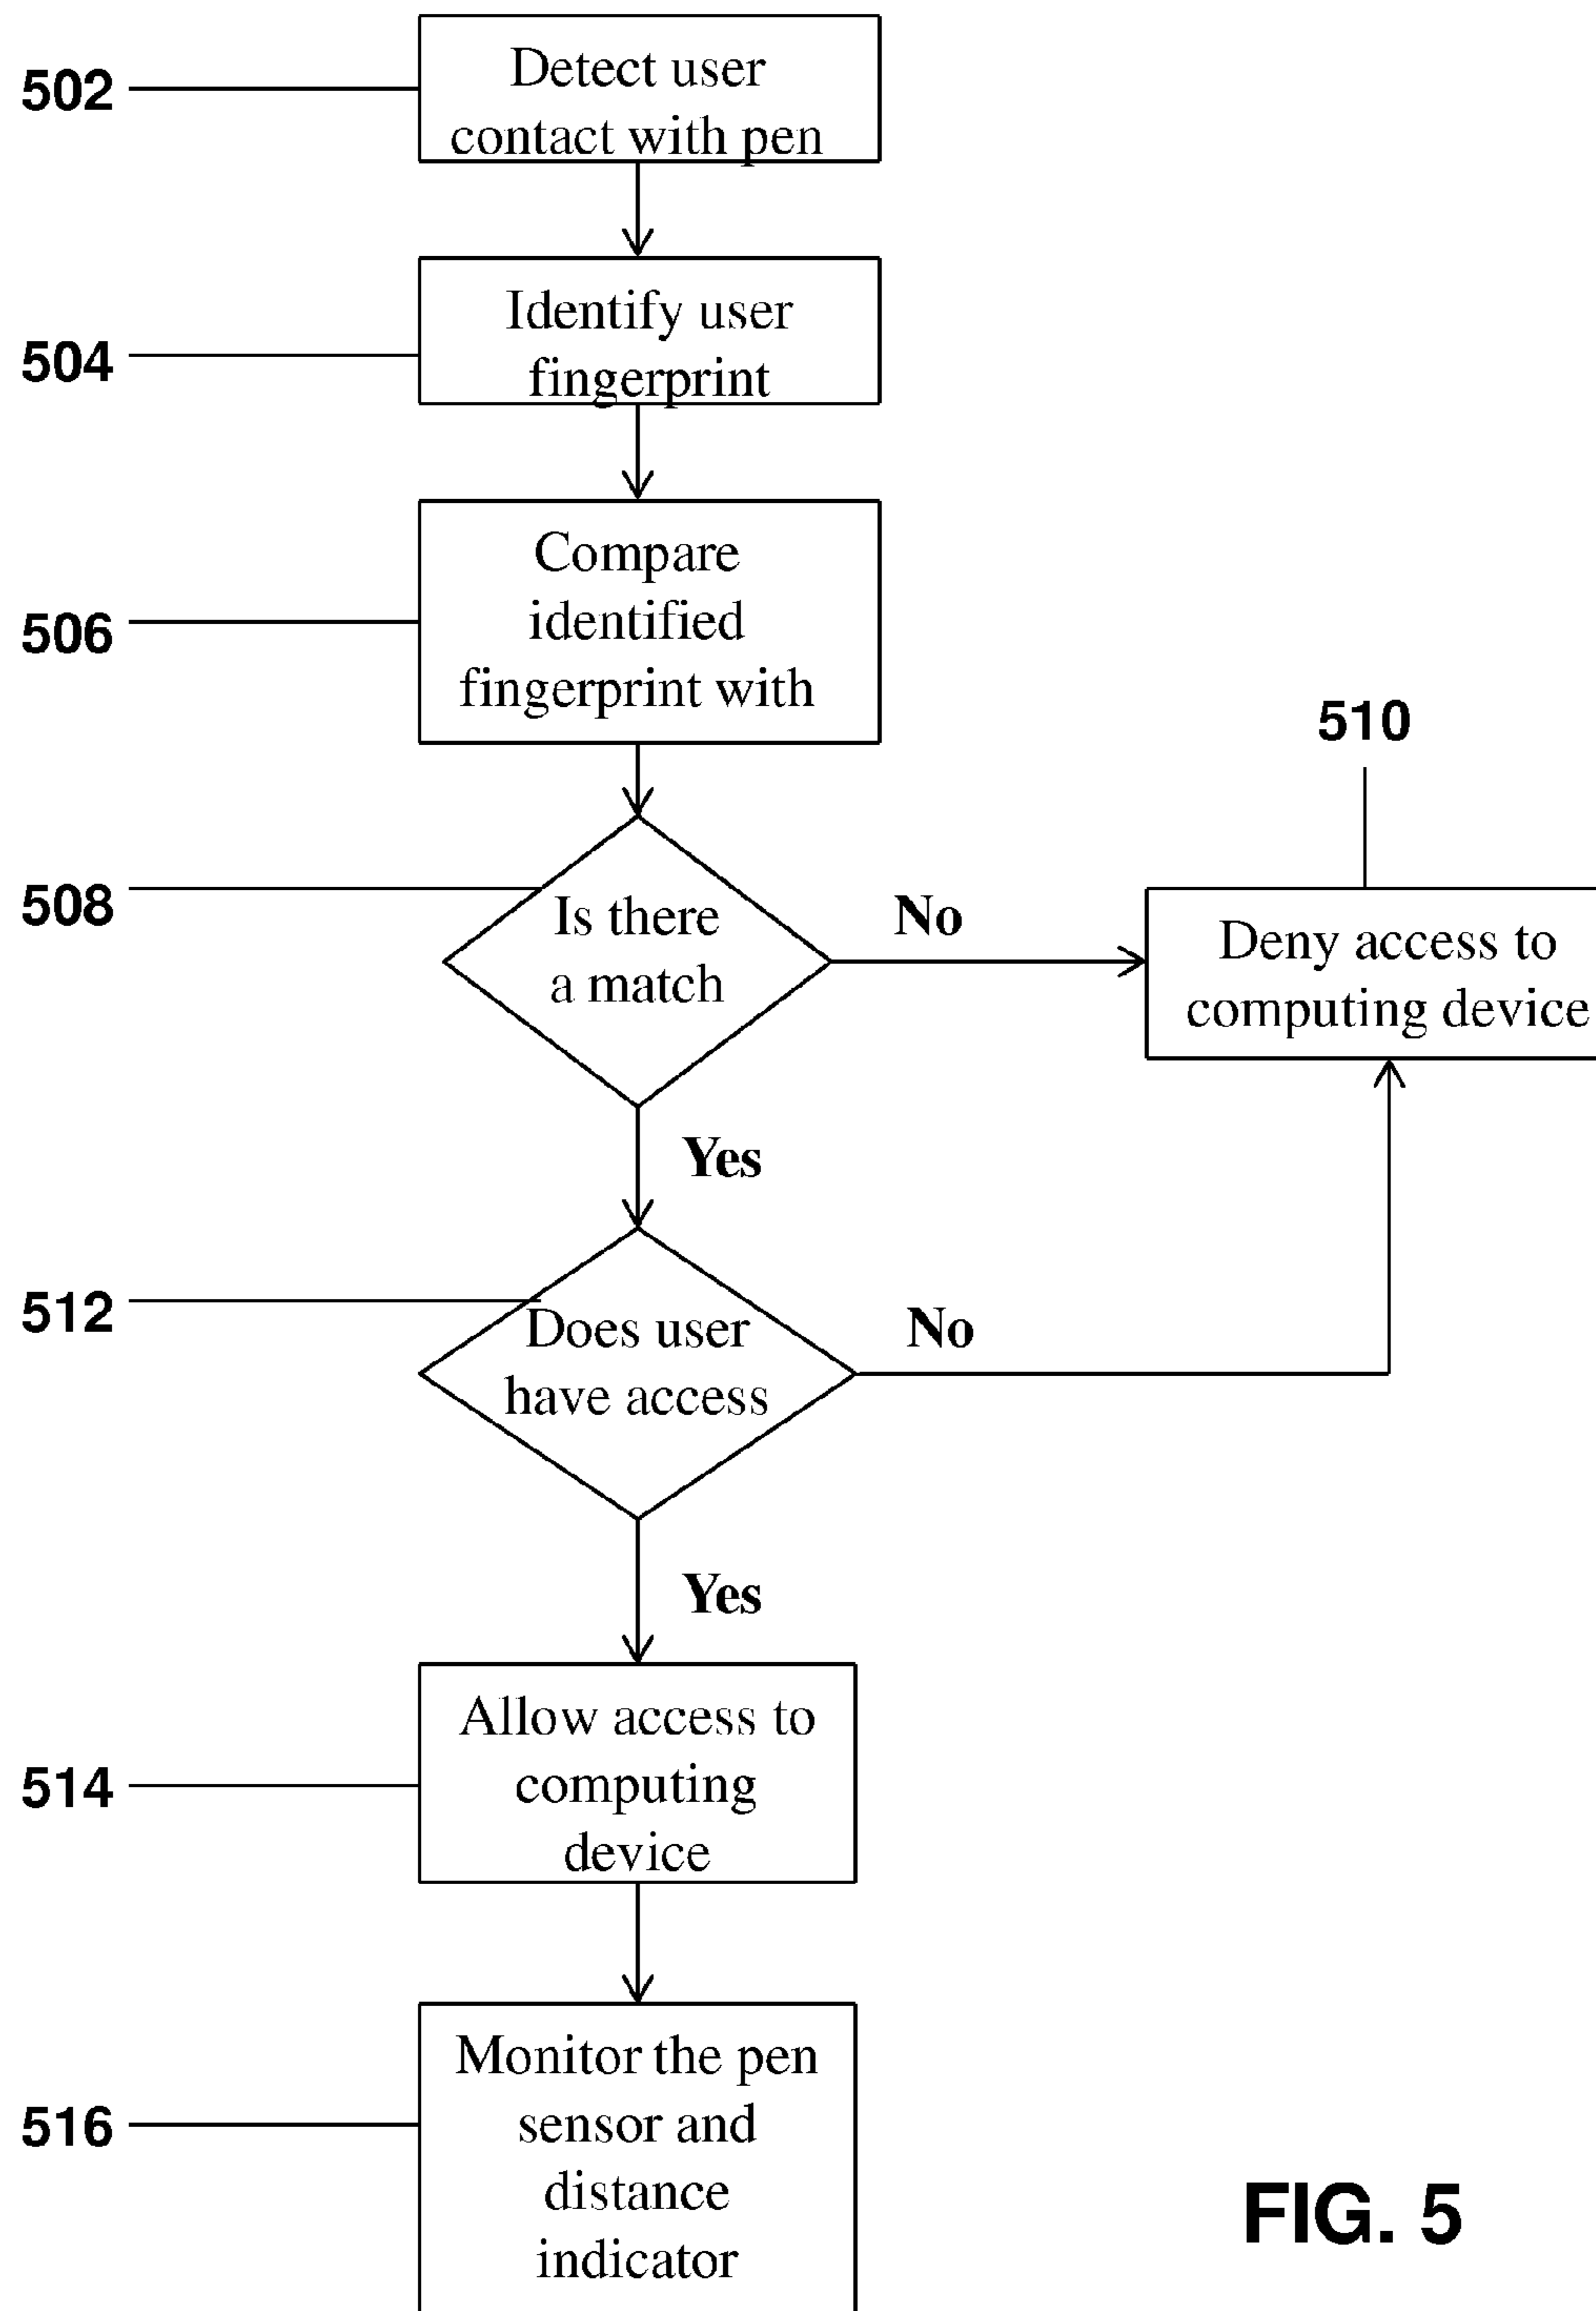 502
Detect user
contact with pen
504
Identify user
fingerprint
506
Compare
identified
fingerprint with
510
508
Is there
a match
No
Deny access to
computing device
Yes
512
Does user
have access
No
Yes
514
Allow access to
computing
device
516
Monitor the pen
sensor and
distance
indicator
FIG. 5